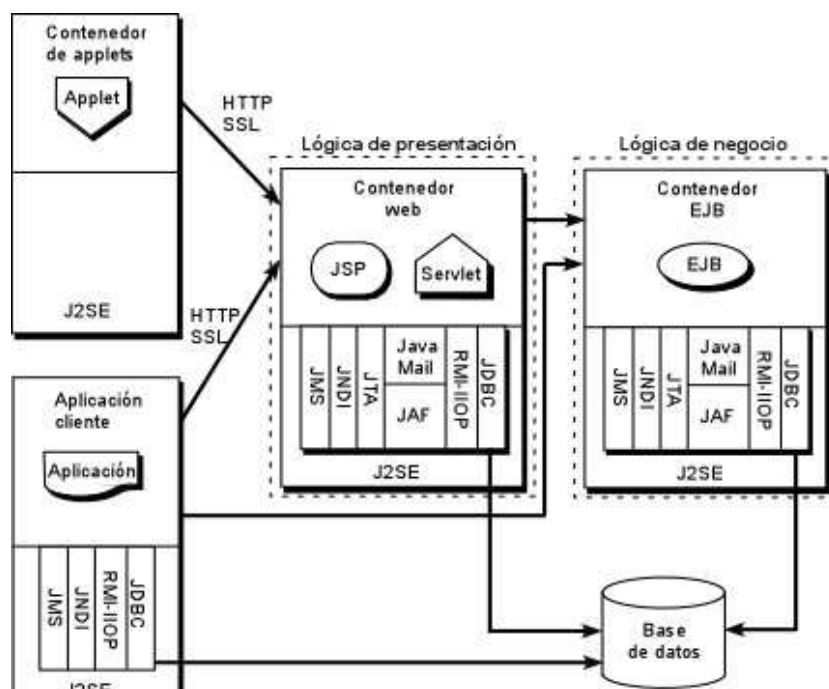 Contenedor
de applets
Applet
J2SE
HTTP
SSL
Lógica de presentación
Contenedor
web
JSP
Servlet
JMS
JNDI
JTA
Java
Mail
JAF
RMI-IIOP
JDBC
J2SE
Lógica de negocio
Contenedor
EJB
EJB
JMS
JNDI
JTA
Java
Mail
JAF
RMI-IIOP
JDBC
J2SE
HTTP
SSL
Aplicación
cliente
Aplicación
JMS
JNDI
RMI-IIOP
JDBC
J2SE
Base
de datos